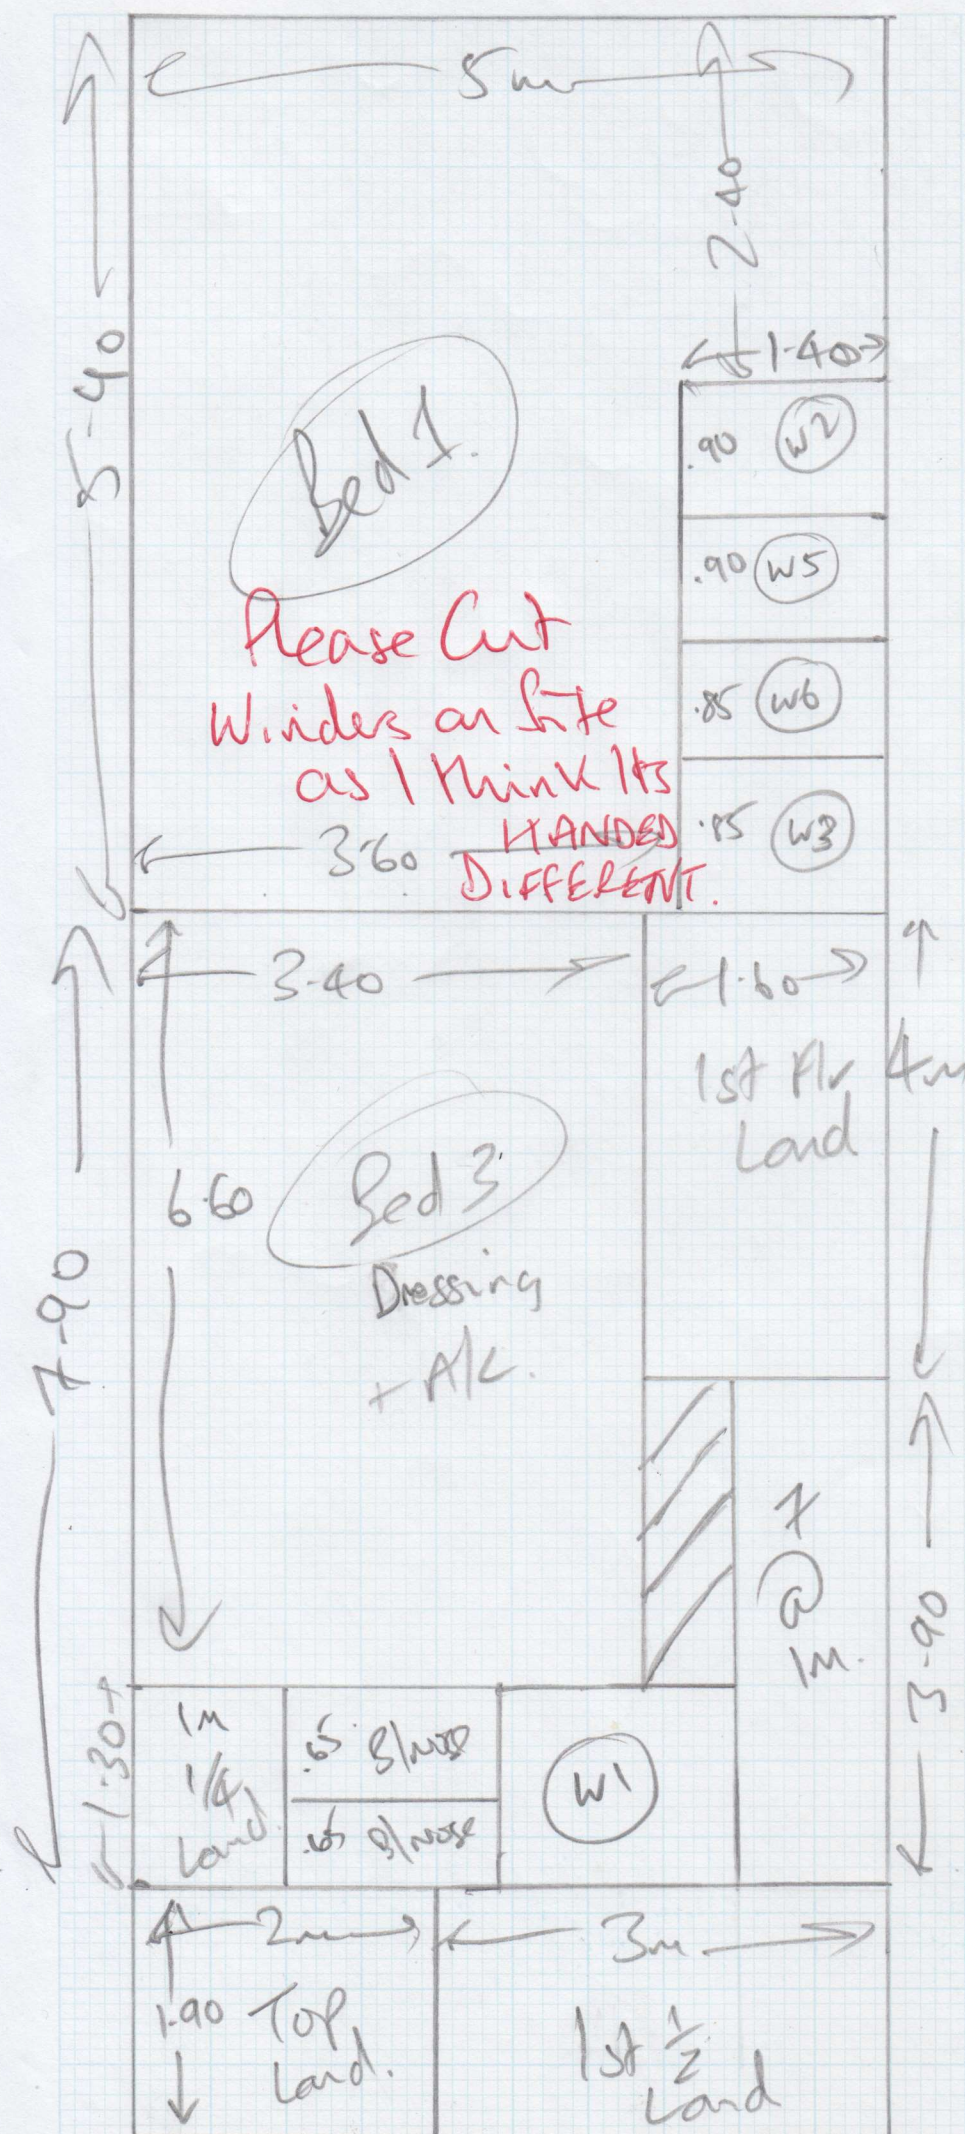 5m
2.40
1.40
5.40
Bed 1.
.90 W2
.90 W5
.85 W6
.85 W3
Please Cut
Winders on Site
as I think Its
HANDED
DIFFERENT.
3.60
3.40
1.60
1st Flr
Land
4m
6.60
Bed 3
Dressing
+ A/C.
7.90
7
@
1m.
3.90
1.30
1m
1/4
Land
.65 B/nose
.65 B/nose
W1
2m
3m
1.90
Top
Land.
1st 1/2
Land